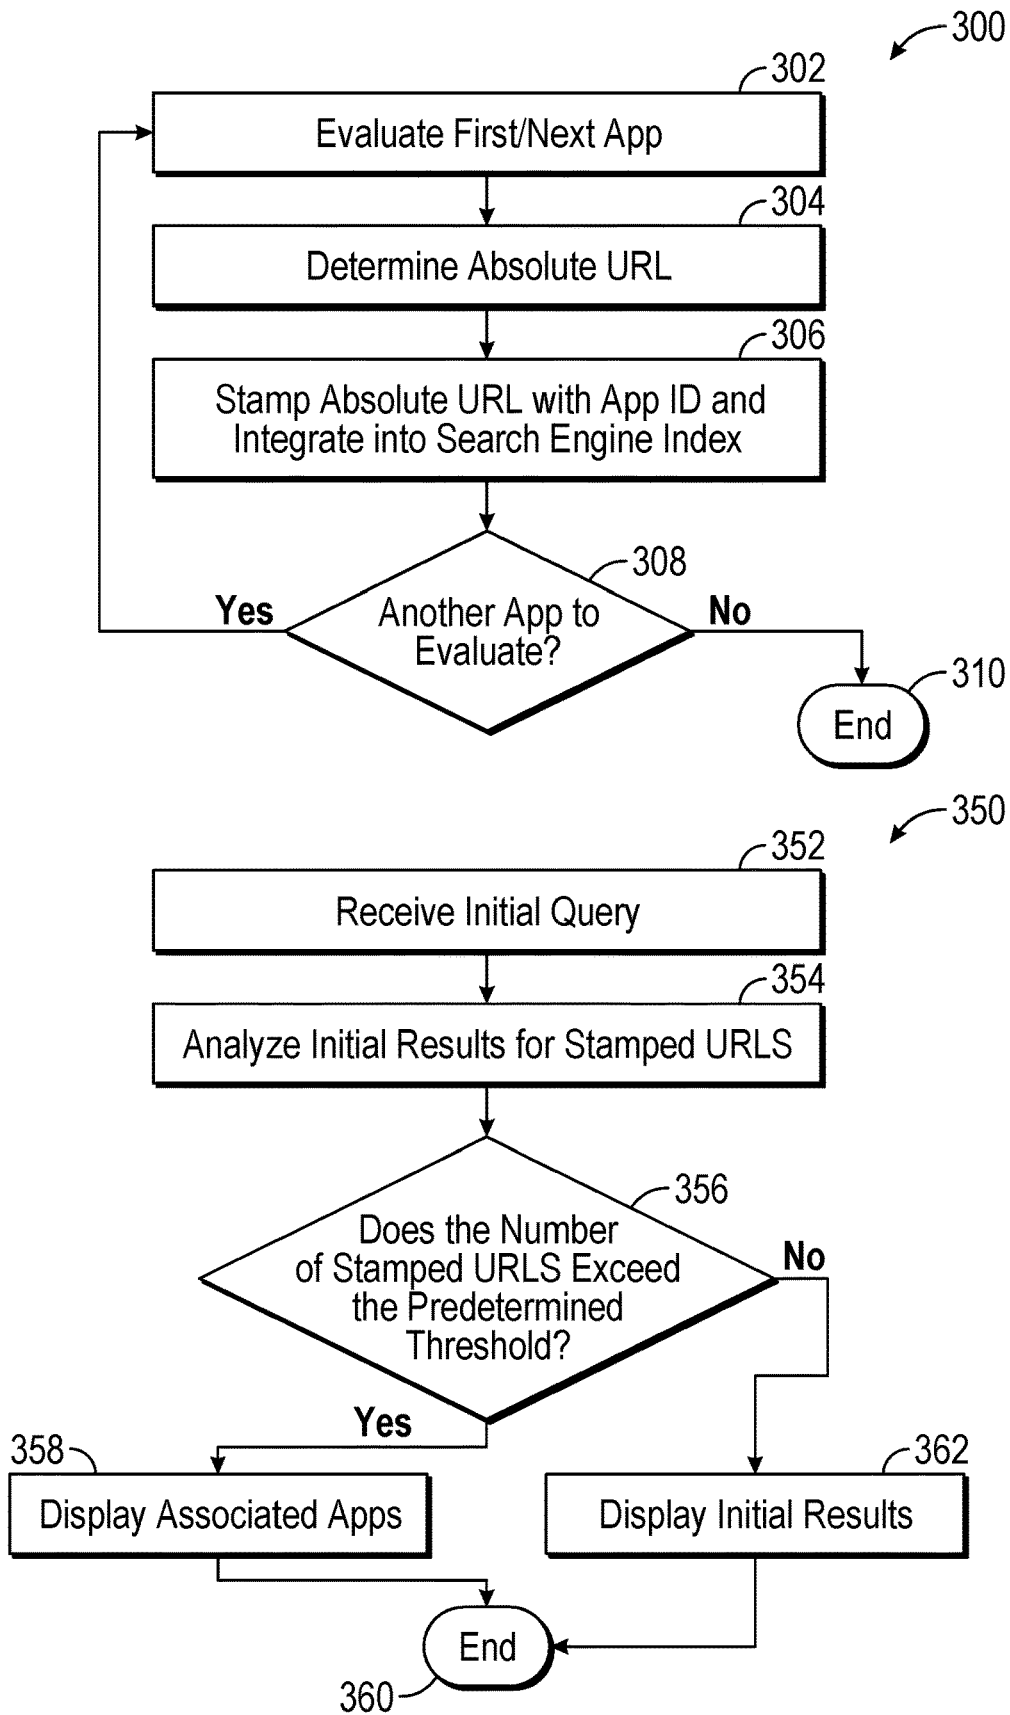 300
302
Evaluate First/Next App
304
Determine Absolute URL
306
Stamp Absolute URL with App ID and
Integrate into Search Engine Index
308
Another App to
Evaluate?
Yes
No
310
End
350
352
Receive Initial Query
354
Analyze Initial Results for Stamped URLS
356
Does the Number
of Stamped URLS Exceed
the Predetermined
Threshold?
No
Yes
358
Display Associated Apps
362
Display Initial Results
End
360